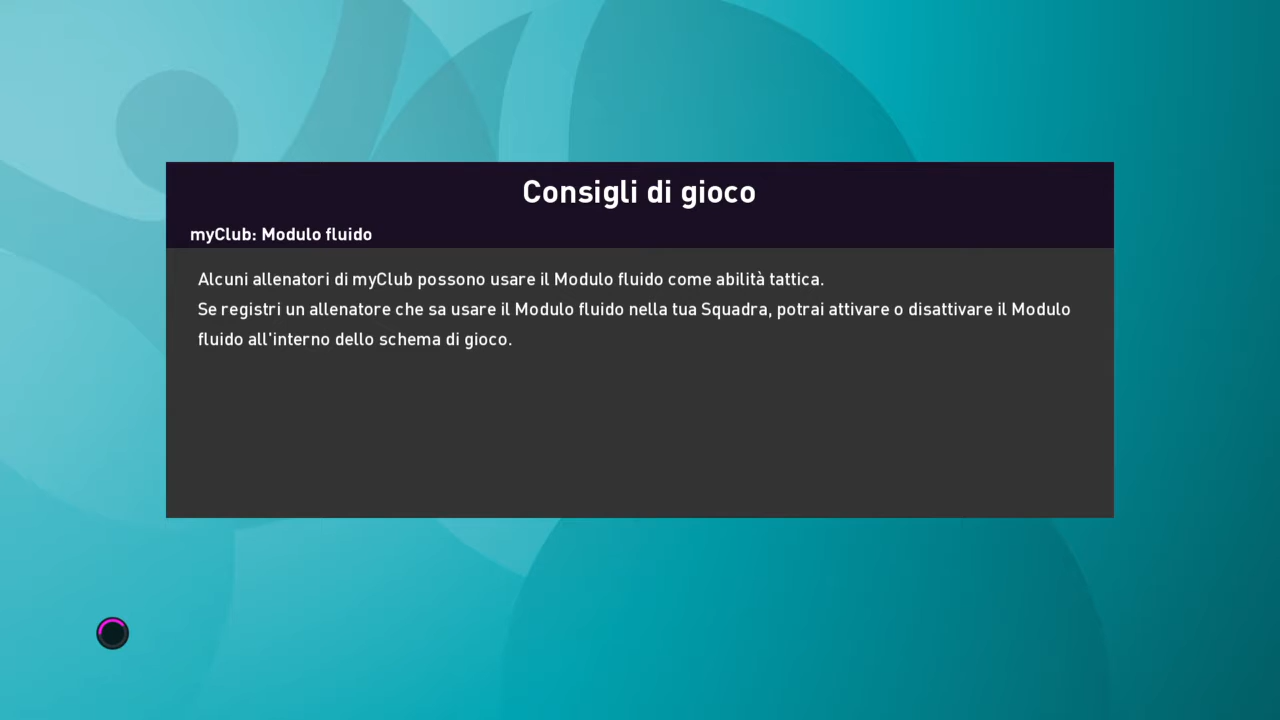 Consigli di gioco
myClub: Modulo fluido
Alcuni allenatori di myClub possono usare il Modulo fluido come abilità tattica.
Se registri un allenatore che sa usare il Modulo fluido nella tua Squadra, potrai attivare o disattivare il Modulo
fluido all'interno dello schema di gioco.